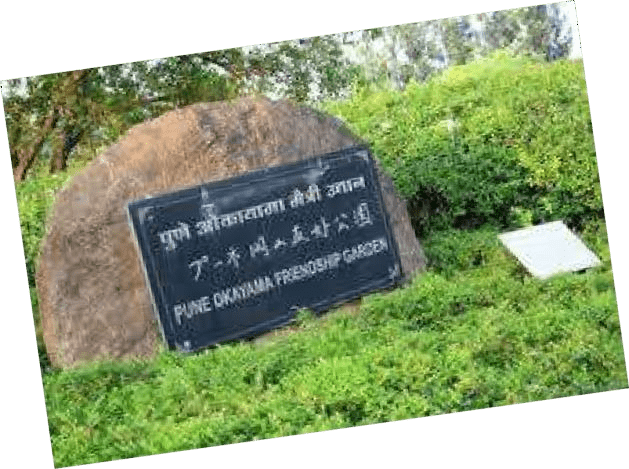 पुणे ओकायामा मैत्री उद्यान
プーネ岡山友好公園
PUNE OKAYAMA FRIENDSHIP GARDEN